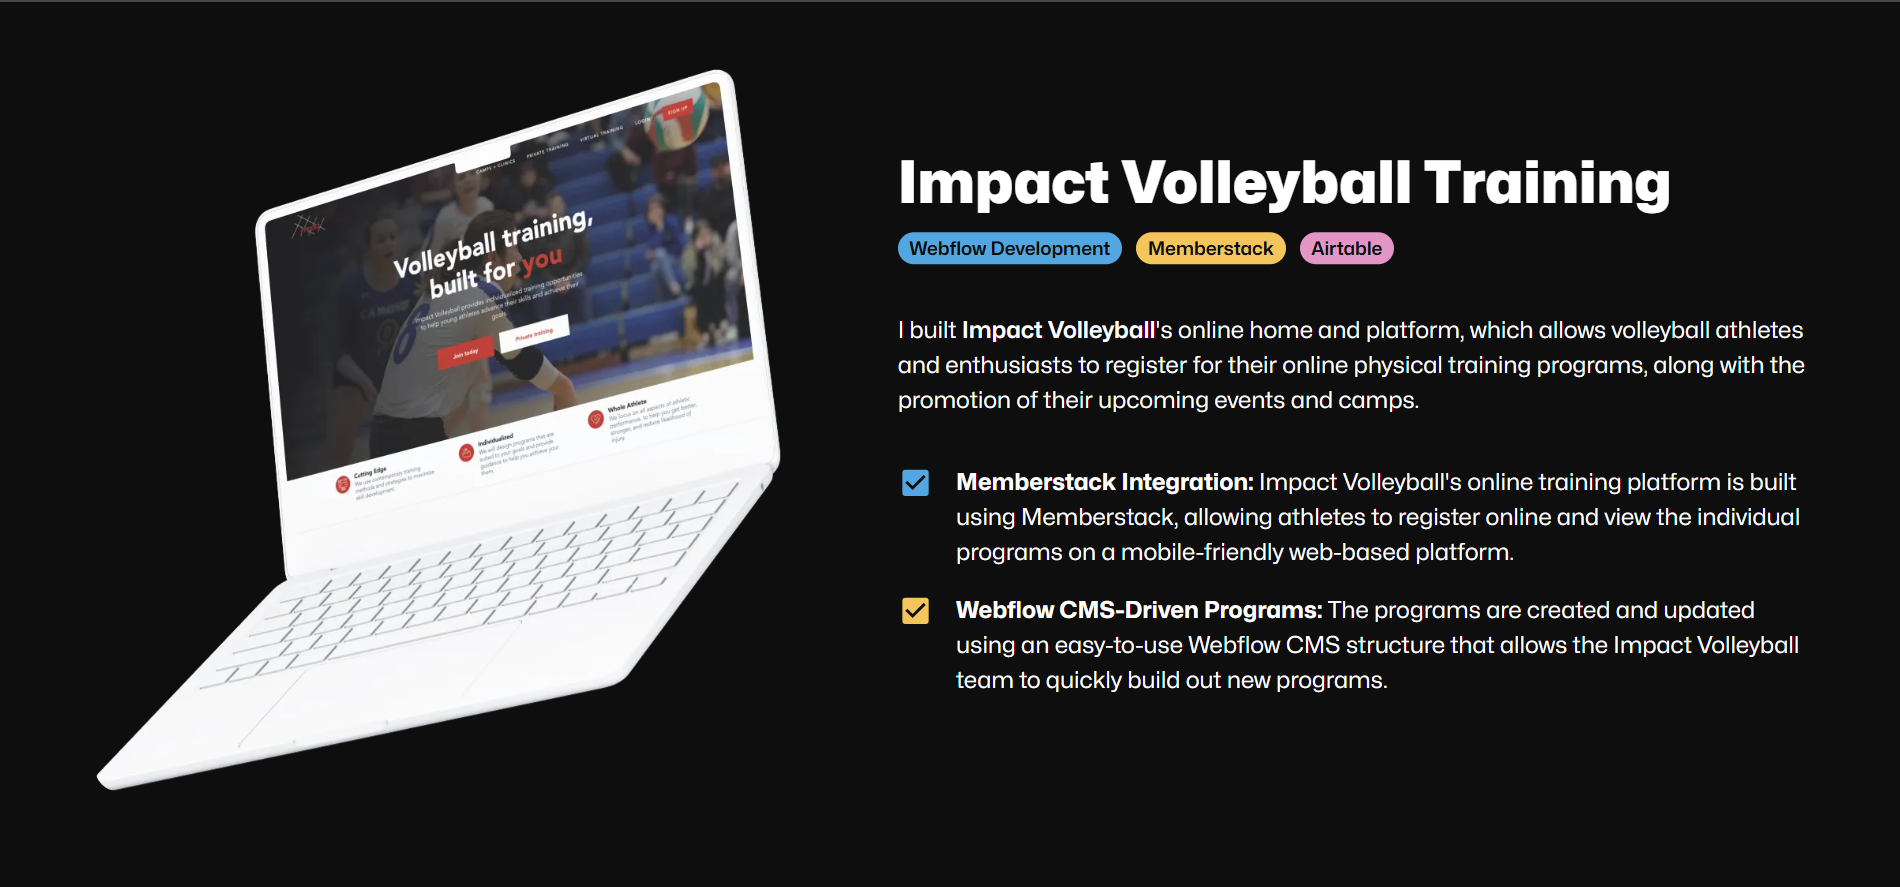 CAMPS + CLINICS
PRIVATE TRAINING
VIRTUAL TRAINING
LOGIN
SIGN UP
Volleyball training,
built for you
Impact Volleyball provides individualized training opportunities
to help young athletes advance their skills and achieve their
goals.
Join today
Private training
Cutting Edge
We use contemporary training
methods and strategies to maximize
skill development.
Individualized
We will design programs that are
suited to your goals and provide
guidance to help you achieve your
them.
Whole Athlete
We focus on all aspects of athletic
performance, to help you get better,
stronger, and reduce likelihood of
injury.
Impact Volleyball Training
Webflow Development
Memberstack
Airtable
I built Impact Volleyball's online home and platform, which allows volleyball athletes
and enthusiasts to register for their online physical training programs, along with the
promotion of their upcoming events and camps.
Memberstack Integration: Impact Volleyball's online training platform is built
using Memberstack, allowing athletes to register online and view the individual
programs on a mobile-friendly web-based platform.
Webflow CMS-Driven Programs: The programs are created and updated
using an easy-to-use Webflow CMS structure that allows the Impact Volleyball
team to quickly build out new programs.